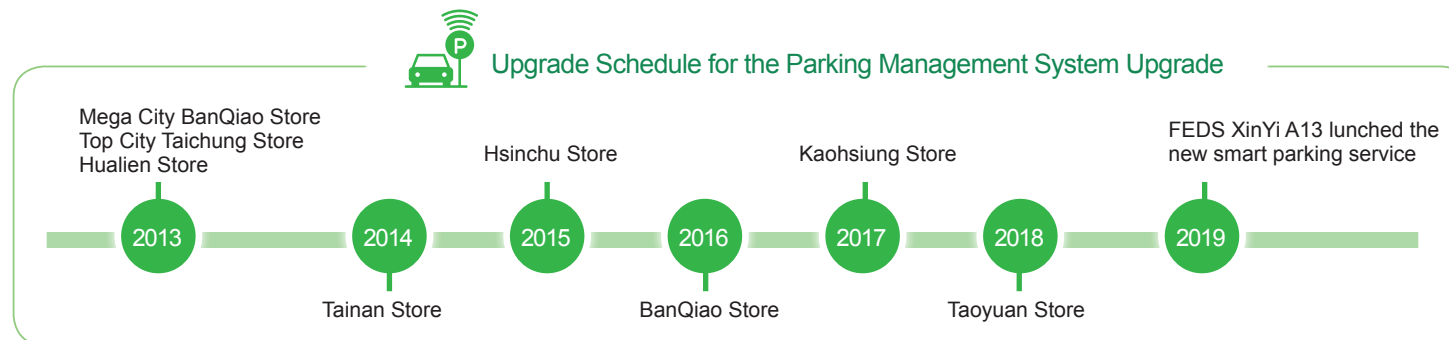 P
Upgrade Schedule for the Parking Management System Upgrade
Mega City BanQiao Store
Top City Taichung Store
Hualien Store
2013
2014
Tainan Store
Hsinchu Store
2015
2016
BanQiao Store
Kaohsiung Store
2017
2018
Taoyuan Store
FEDS XinYi A13 lunched the
new smart parking service
2019